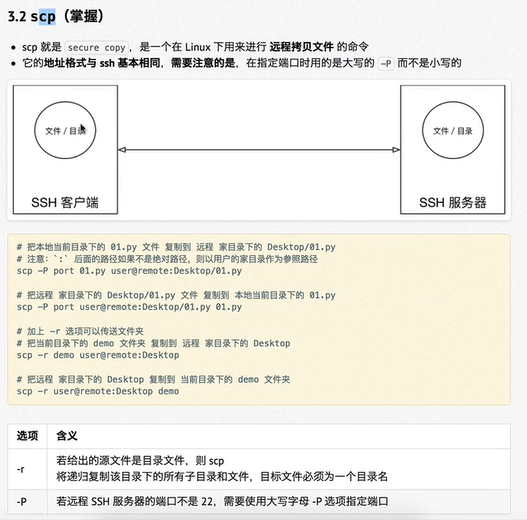 3.2 scp（掌握）
• scp 就是 secure copy，是一个在 Linux 下用来进行 远程拷贝文件 的命令
• 它的地址格式与 ssh 基本相同，需要注意的是，在指定端口时用的是大写的 -P 而不是小写的
文件 / 目录
文件 / 目录
SSH 客户端
SSH 服务器
# 把本地当前目录下的 01.py 文件 复制到 远程 家目录下的 Desktop/01.py
# 注意：`:` 后面的路径如果不是绝对路径，则以用户的家目录作为参照路径
scp -P port 01.py user@remote:Desktop/01.py
# 把远程 家目录下的 Desktop/01.py 文件 复制到 本地当前目录下的 01.py
scp -P port user@remote:Desktop/01.py 01.py
# 加上 -r 选项可以传送文件夹
# 把当前目录下的 demo 文件夹 复制到 远程 家目录下的 Desktop
scp -r demo user@remote:Desktop
# 把远程 家目录下的 Desktop 复制到 当前目录下的 demo 文件夹
scp -r user@remote:Desktop demo
选项 含义
-r 若给出的源文件是目录文件，则 scp
将递归复制该目录下的所有子目录和文件，目标文件必须为一个目录名
-P 若远程 SSH 服务器的端口不是 22，需要使用大写字母 -P 选项指定端口